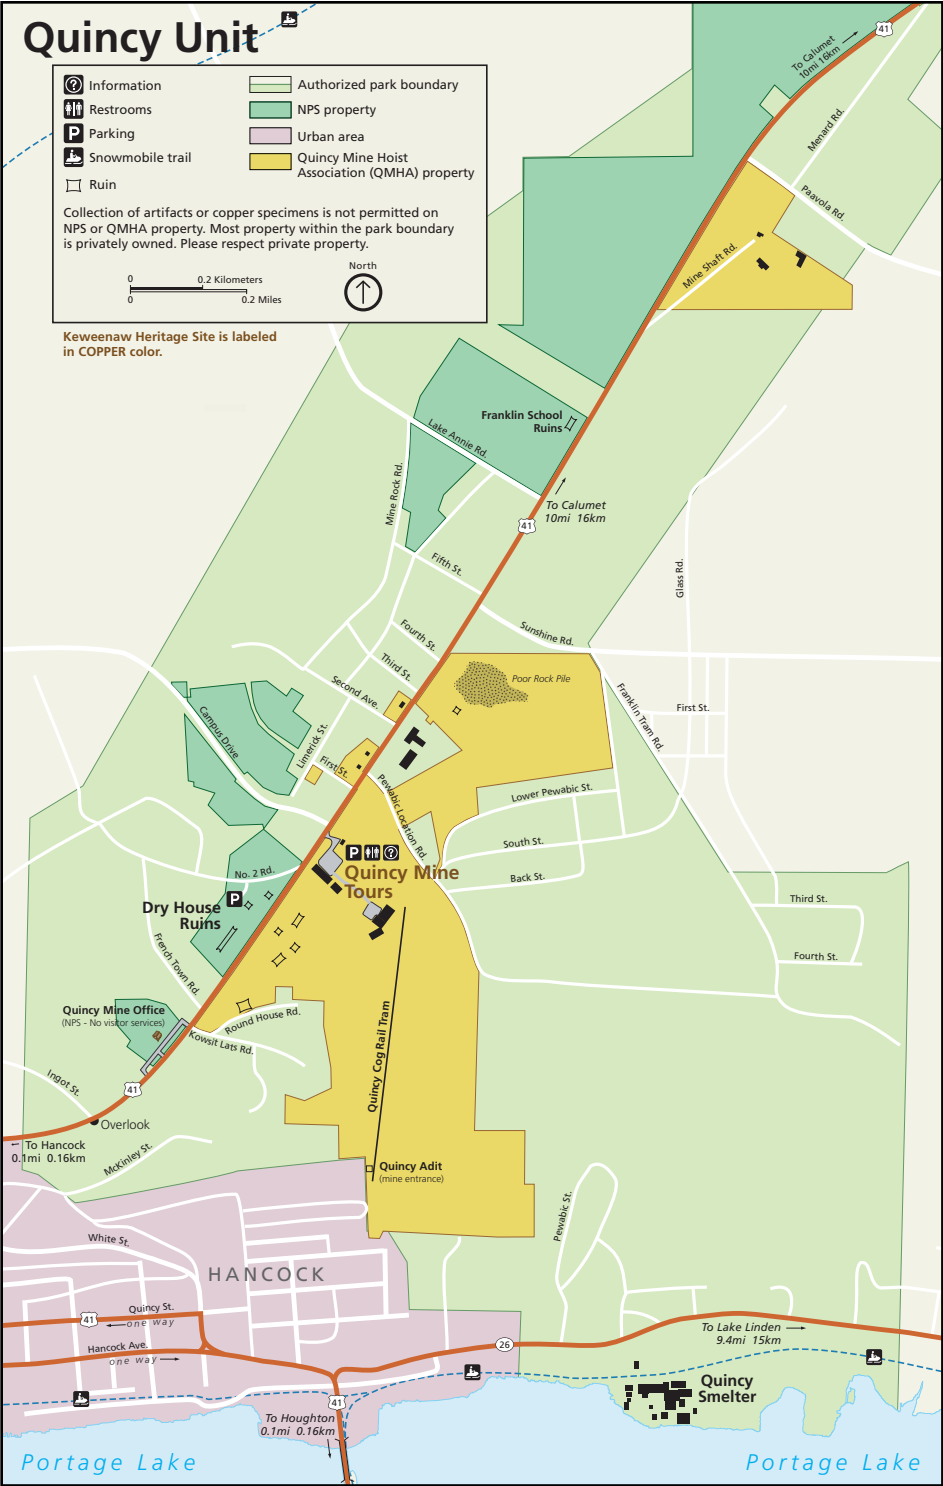 Quincy Unit
Information
Restrooms
P Parking
Snowmobile trail
Ruin
Authorized park boundary
NPS property
Urban area
Quincy Mine Hoist
Association (QMHA) property
Collection of artifacts or copper specimens is not permitted on
NPS or QMHA property. Most property within the park boundary
is privately owned. Please respect private property.
0 0.2 Kilometers
0 0.2 Miles
North
Keweenaw Heritage Site is labeled
in COPPER color.
41
To Calumet
10mi 16km
Menard Rd.
Paavola Rd.
Mine Shaft Rd.
Franklin School
Ruins
Lake Annie Rd.
Mine Rock Rd.
To Calumet
10mi 16km
41
Fifth St.
Glass Rd.
Sunshine Rd.
Fourth St.
Third St.
Second Ave.
Poor Rock Pile
Franklin Tram Rd.
First St.
Campus Drive
Limerick St.
First St.
Pewabic Location Rd.
Lower Pewabic St.
South St.
Back St.
P ?
Quincy Mine
Tours
No. 2 Rd.
P
Dry House
Ruins
Third St.
Fourth St.
French Town Rd.
Quincy Mine Office
(NPS - No visitor services)
Round House Rd.
Kowsit Lats Rd.
Quincy Cog Rail Tram
Ingot St.
41
Overlook
To Hancock
0.1mi 0.16km
McKinley St.
Quincy Adit
(mine entrance)
Pewabic St.
White St.
HANCOCK
Quincy St.
41
one way
Hancock Ave.
one way
26
To Lake Linden
9.4mi 15km
Quincy
Smelter
41
To Houghton
0.1mi 0.16km
Portage Lake
Portage Lake